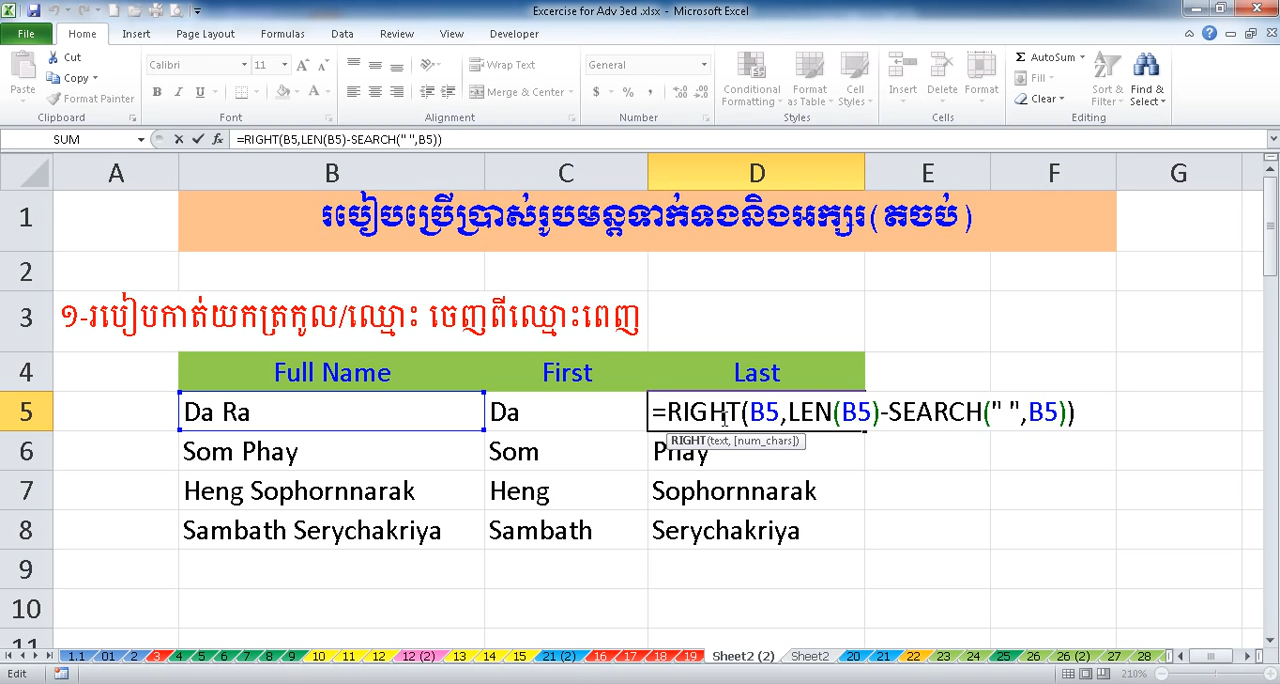 Excercise for Adv 3ed .xlsx - Microsoft Excel
File Home Insert Page Layout Formulas Data Review View Developer
Paste Cut Copy Format Painter Clipboard
Calibri 11 A A B I U A Font
Wrap Text Merge & Center Alignment
General $ % , Number
Conditional Formatting Format as Table Cell Styles Styles
Insert Delete Format Cells
Σ AutoSum Fill Clear Sort & Filter Find & Select Editing
SUM fx =RIGHT(B5,LEN(B5)-SEARCH(" ",B5))
A B C D E F G
1 របៀបប្រើប្រាស់រូបមន្តទាក់ទងនិងអក្សរ(តចប់)
2
3 ១-របៀបកាត់យកត្រកូល/ឈ្មោះ ចេញពីឈ្មោះពេញ
4 Full Name First Last
5 Da Ra Da =RIGHT(B5,LEN(B5)-SEARCH(" ",B5))
RIGHT(text, [num_chars])
6 Som Phay Som Phay
7 Heng Sophornnarak Heng Sophornnarak
8 Sambath Serychakriya Sambath Serychakriya
9
10
11
1.1 01 2 3 4 5 6 7 8 9 10 11 12 12 (2) 13 14 15 21 (2) 16 17 18 19 Sheet2 (2) Sheet2 20 21 22 23 24 25 26 26 (2) 27 28
Edit 210%